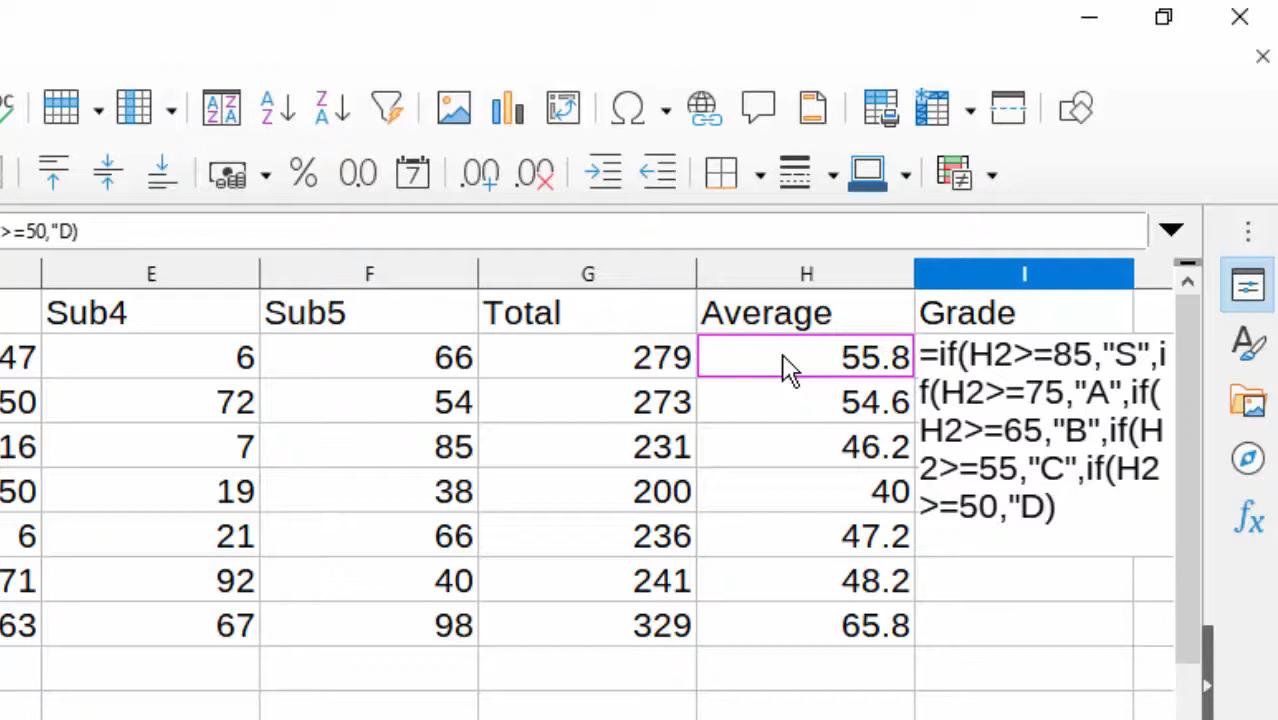 >=50,"D)
E F G H I
Sub4 Sub5 Total Average Grade
47 6 66 279 55.8 =if(H2>=85,"S",i
f(H2>=75,"A",if(
50 72 54 273 54.6
H2>=65,"B",if(H
16 7 85 231 46.2
2>=55,"C",if(H2
50 19 38 200 40
>=50,"D)
6 21 66 236 47.2
71 92 40 241 48.2
63 67 98 329 65.8